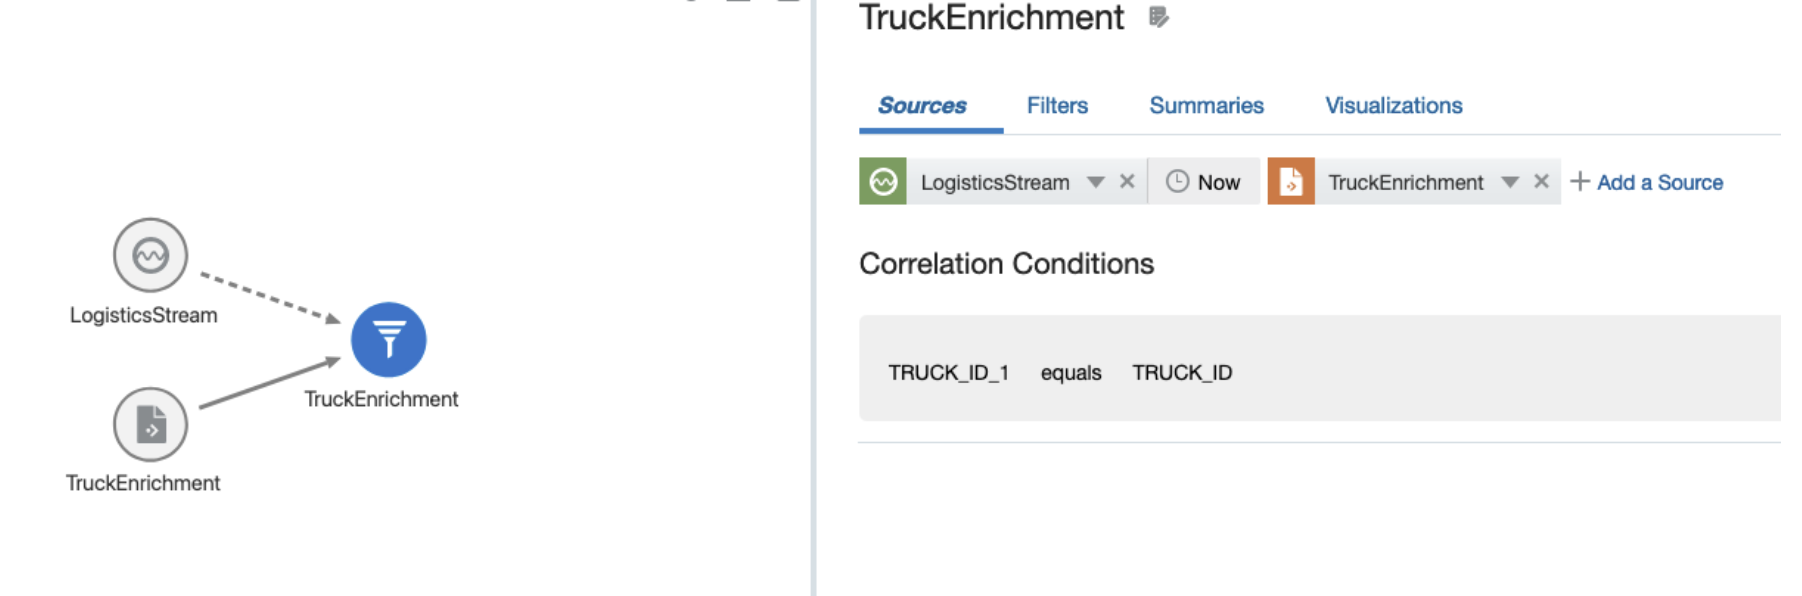 TruckEnrichment
Sources Filters Summaries Visualizations
LogisticsStream Now TruckEnrichment Add a Source
Correlation Conditions
TRUCK_ID_1 equals TRUCK_ID
LogisticsStream
TruckEnrichment
TruckEnrichment